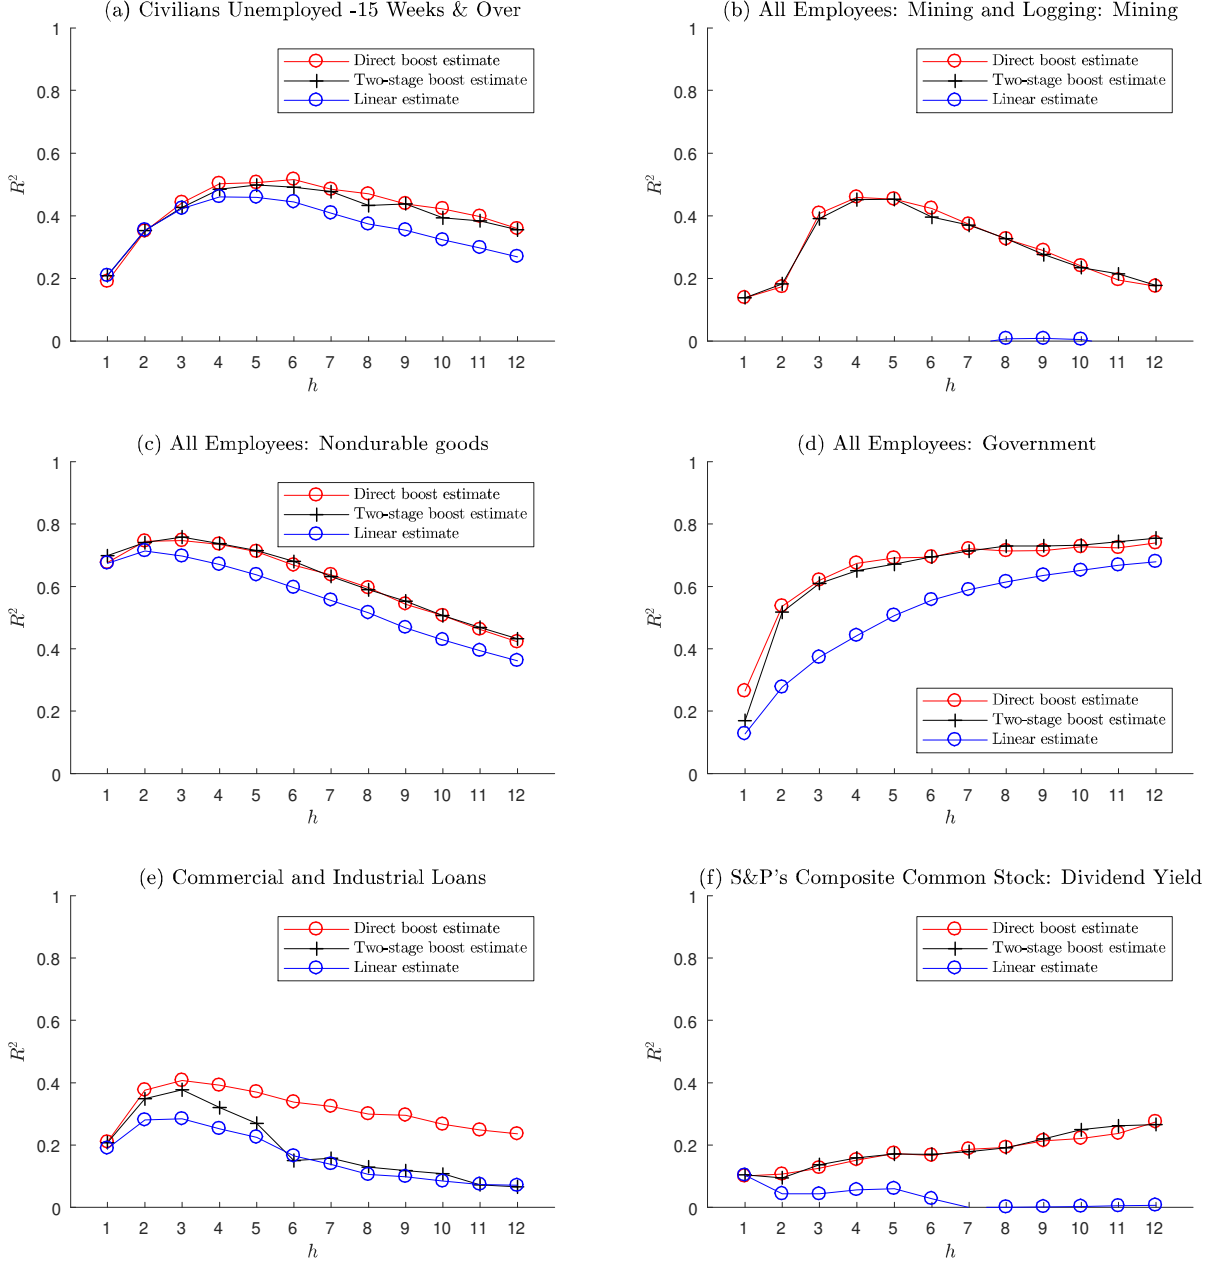 (a) Civilians Unemployed -15 Weeks & Over
1
0.8
0.6
0.4
0.2
0
R²
Direct boost estimate
Two-stage boost estimate
Linear estimate
1 2 3 4 5 6 7 8 9 10 11 12
h
(b) All Employees: Mining and Logging: Mining
1
0.8
0.6
0.4
0.2
0
R²
Direct boost estimate
Two-stage boost estimate
Linear estimate
1 2 3 4 5 6 7 8 9 10 11 12
h
(c) All Employees: Nondurable goods
1
0.8
0.6
0.4
0.2
0
R²
Direct boost estimate
Two-stage boost estimate
Linear estimate
1 2 3 4 5 6 7 8 9 10 11 12
h
(d) All Employees: Government
1
0.8
0.6
0.4
0.2
0
R²
Direct boost estimate
Two-stage boost estimate
Linear estimate
1 2 3 4 5 6 7 8 9 10 11 12
h
(e) Commercial and Industrial Loans
1
0.8
0.6
0.4
0.2
0
R²
Direct boost estimate
Two-stage boost estimate
Linear estimate
1 2 3 4 5 6 7 8 9 10 11 12
h
(f) S&P's Composite Common Stock: Dividend Yield
1
0.8
0.6
0.4
0.2
0
R²
Direct boost estimate
Two-stage boost estimate
Linear estimate
1 2 3 4 5 6 7 8 9 10 11 12
h